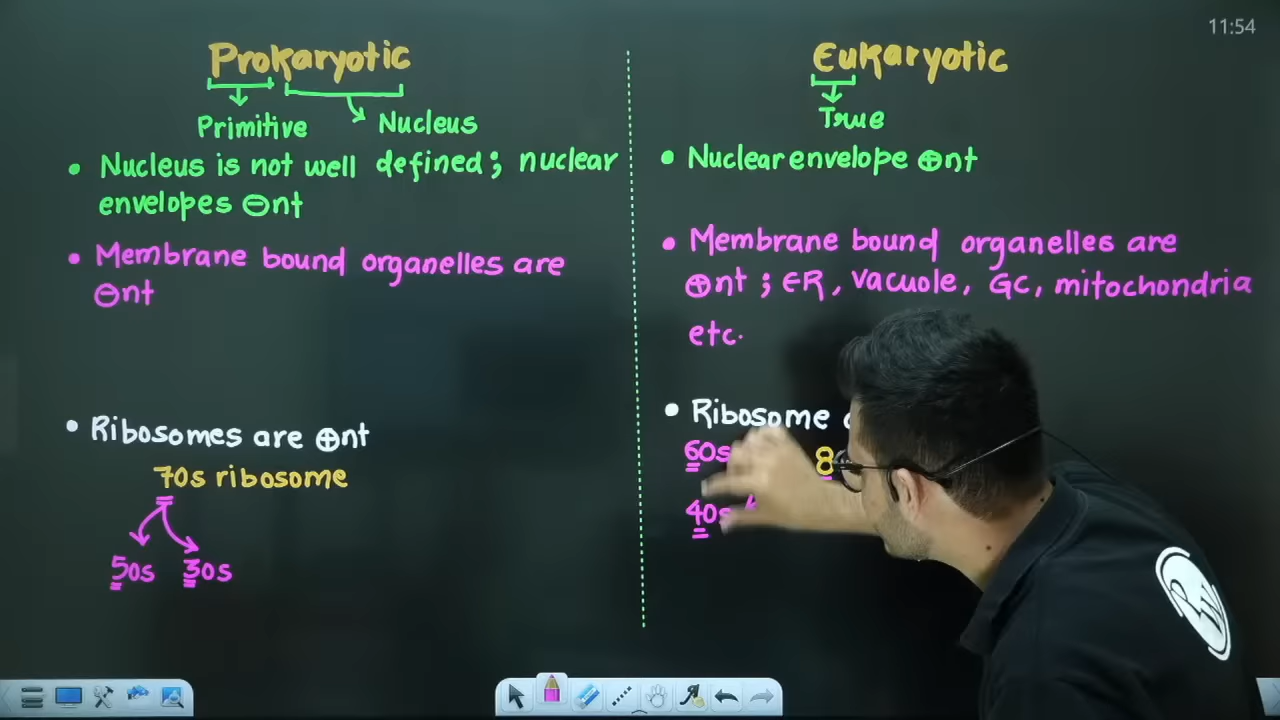 11:54
Prokaryotic
Primitive
Nucleus
• Nucleus is not well defined; nuclear
envelopes ⊖nt
• Membrane bound organelles are
⊖nt
• Ribosomes are ⊕nt
70s ribosome
50s 30s
Eukaryotic
True
• Nuclear envelope ⊕nt
• Membrane bound organelles are
⊕nt ; ER, vacuole, GC, mitochondria
etc.
• Ribosome
60s
40s
PW